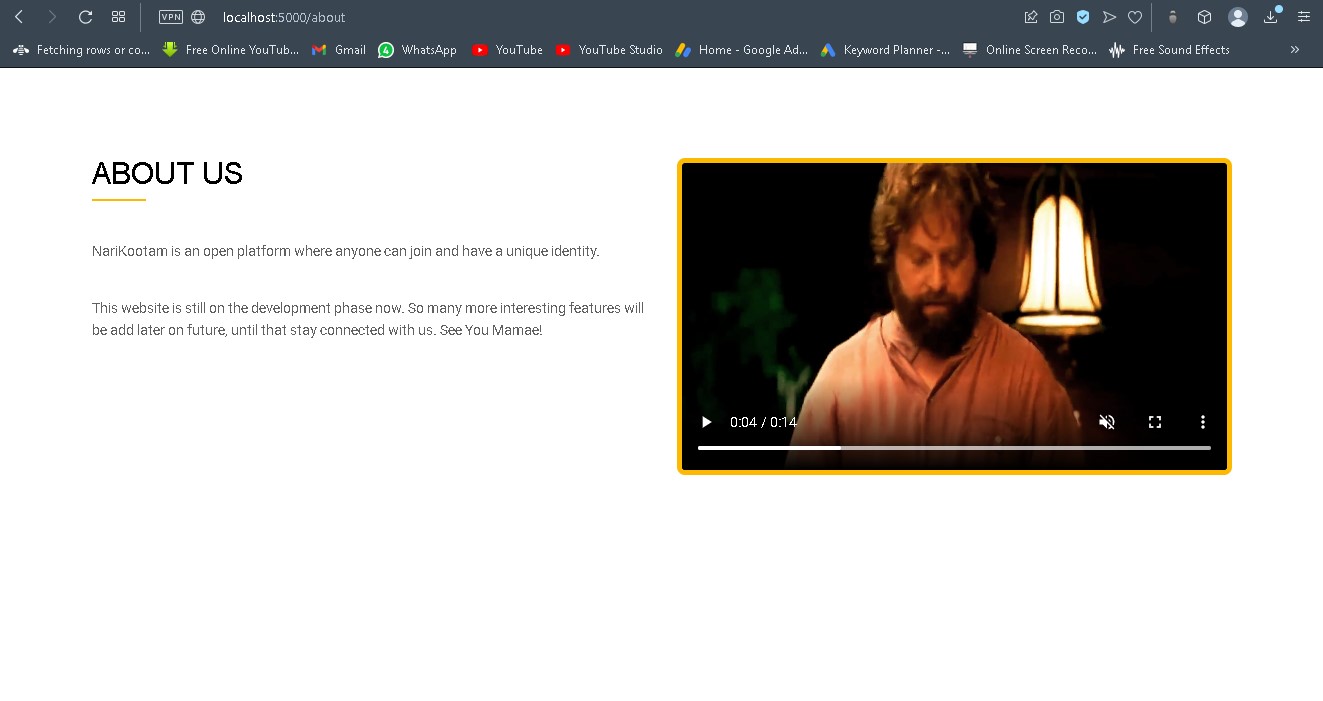 VPN
localhost:5000/about
Fetching rows or co...
Free Online YouTub...
Gmail
4
WhatsApp
YouTube
YouTube Studio
Home - Google Ad...
Keyword Planner -...
Online Screen Reco...
Free Sound Effects
ABOUT US
NariKootam is an open platform where anyone can join and have a unique identity.
This website is still on the development phase now. So many more interesting features will
be add later on future, until that stay connected with us. See You Mamae!
0:04 / 0:14